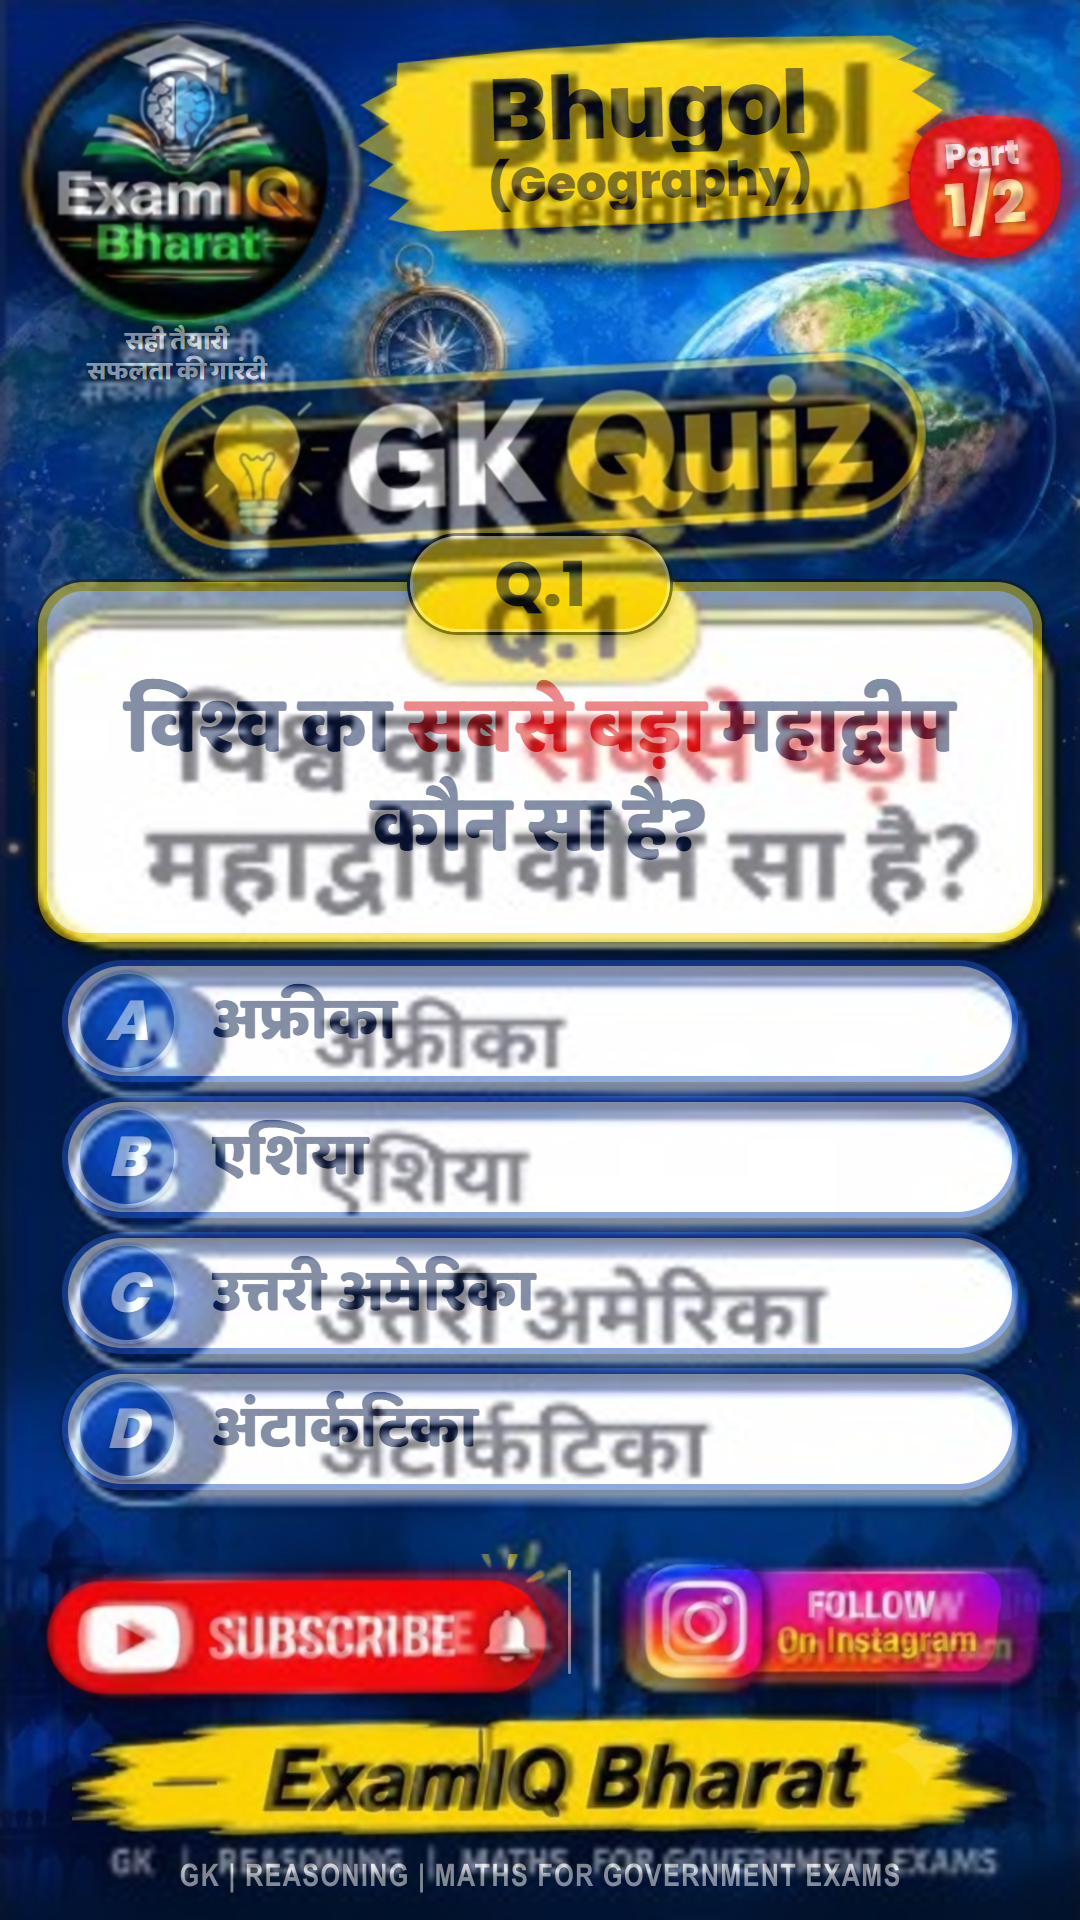 ExamIQ
Bharat
सही तैयारी
सफलता की गारंटी
Bhugol
(Geography)
Part
1/2
GK Quiz
Q.1
विश्व का सबसे बड़ा महाद्वीप
कौन सा है?
A अफ्रीका
B एशिया
C उत्तरी अमेरिका
D अंटार्कटिका
SUBSCRIBE
FOLLOW
On Instagram
ExamIQ Bharat
GK | REASONING | MATHS FOR GOVERNMENT EXAMS